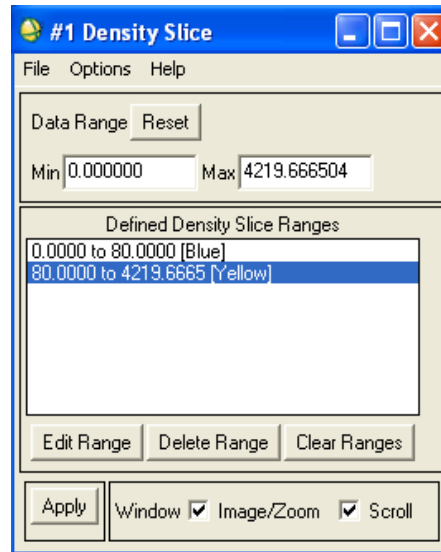 #1 Density Slice
File Options Help
Data Range Reset
Min 0.000000 Max 4219.666504
Defined Density Slice Ranges
0.0000 to 80.0000 [Blue]
80.0000 to 4219.6665 [Yellow]
Edit Range Delete Range Clear Ranges
Apply Window Image/Zoom Scroll